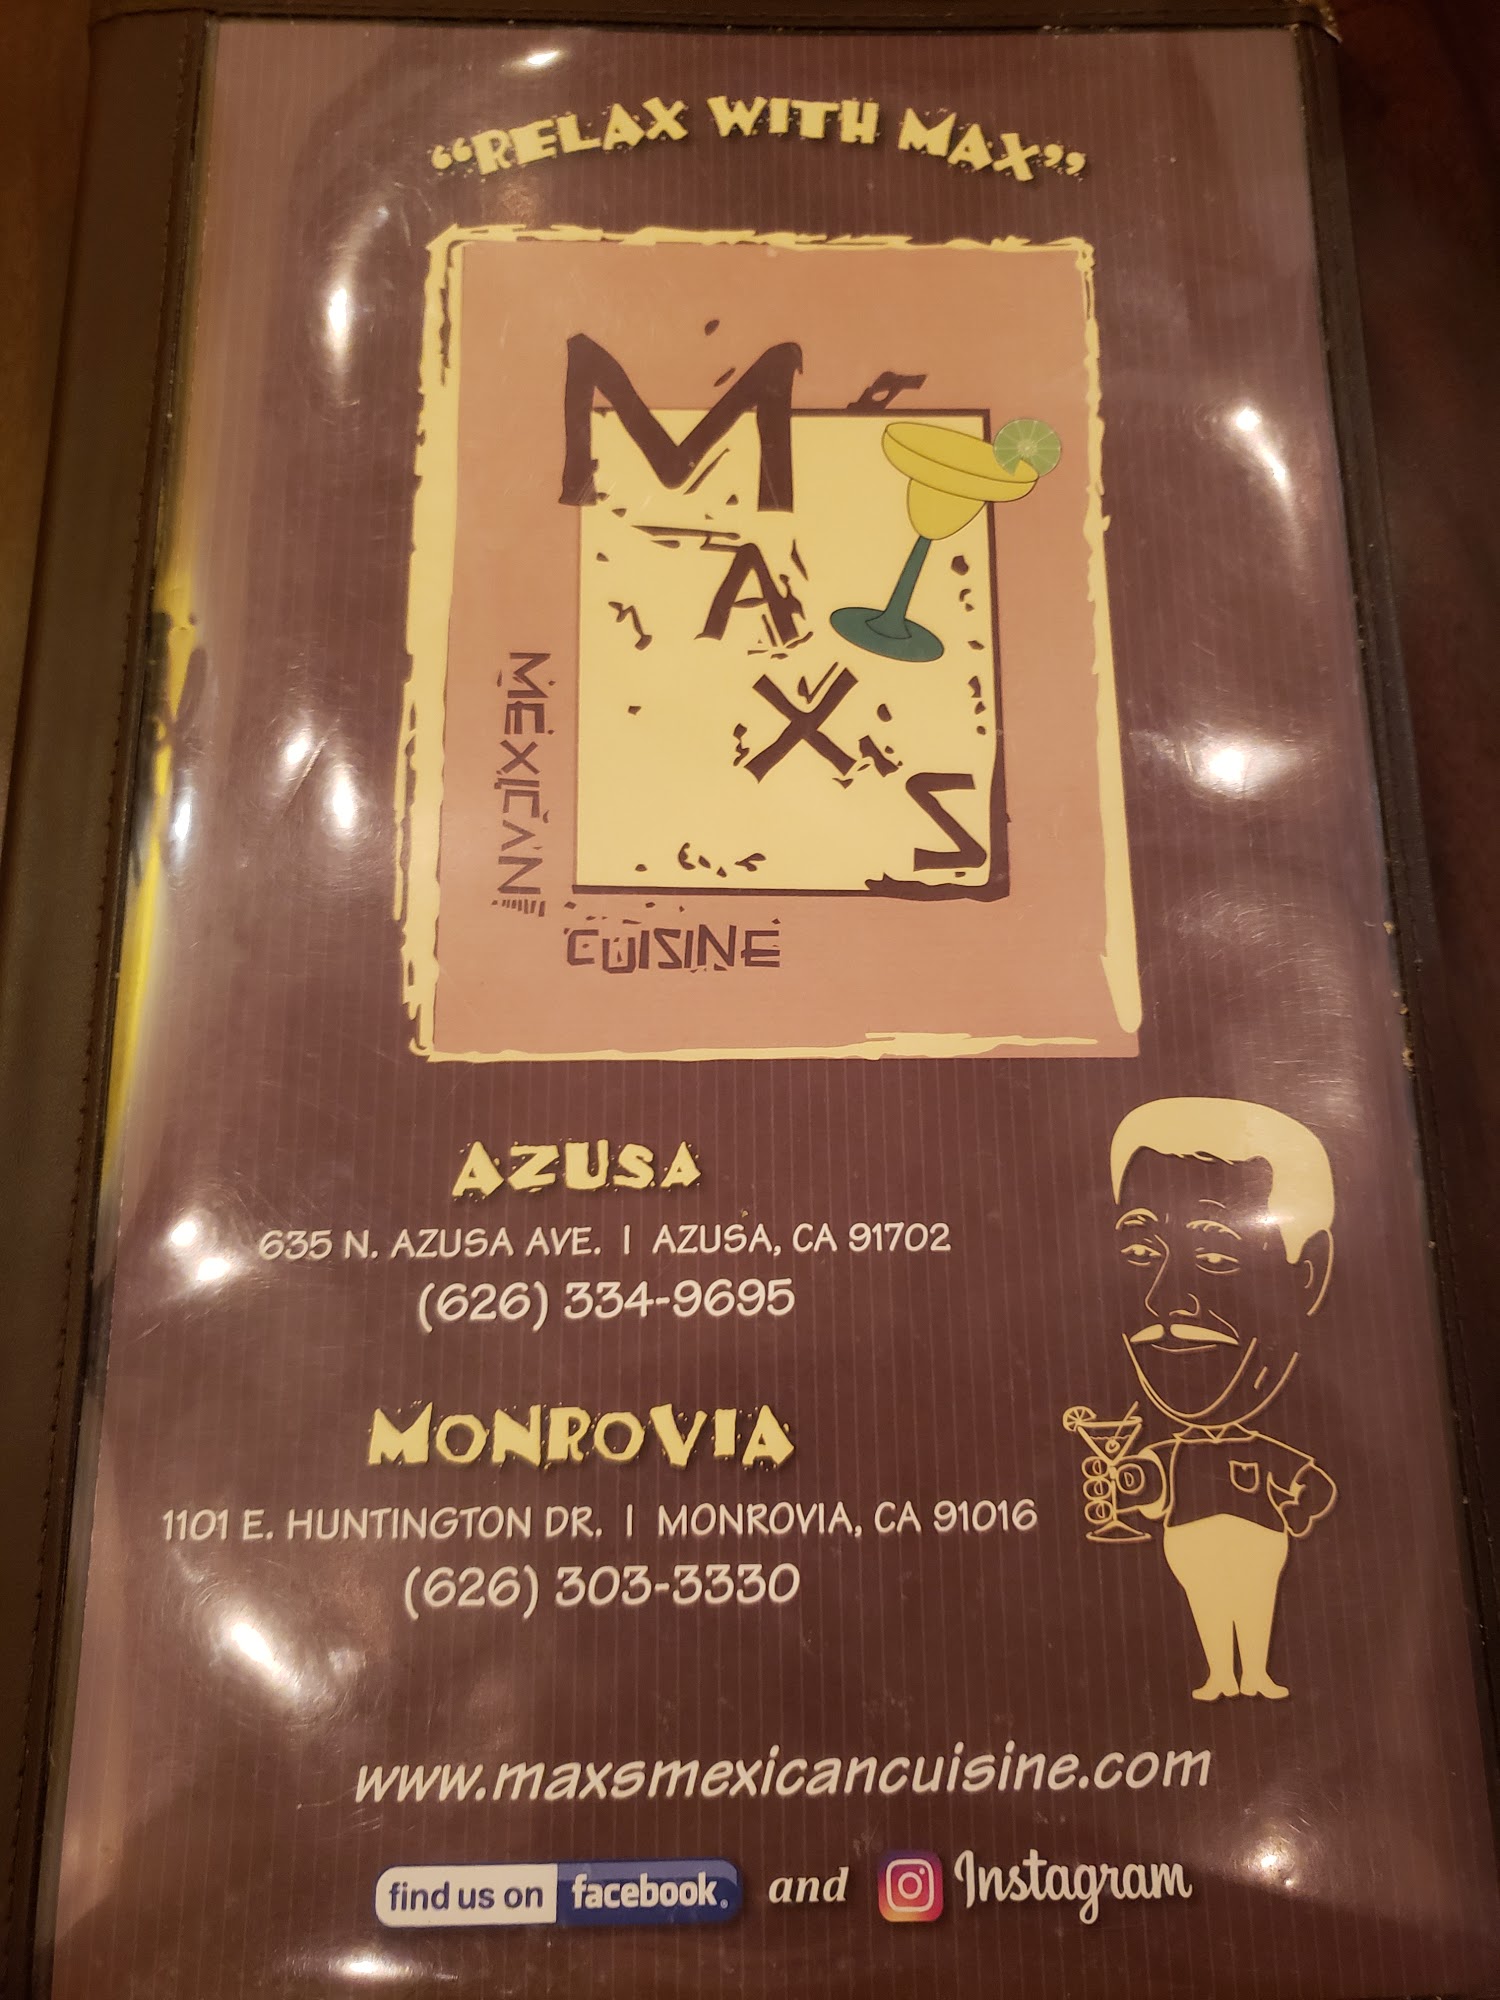 “RELAX WITH MAX”
MAXS
MEXICAN
CUISINE
AZUSA
635 N. AZUSA AVE. | AZUSA, CA 91702
(626) 334-9695
MONROVIA
1101 E. HUNTINGTON DR. | MONROVIA, CA 91016
(626) 303-3330
www.maxsmexicancuisine.com
find us on facebook. and Instagram